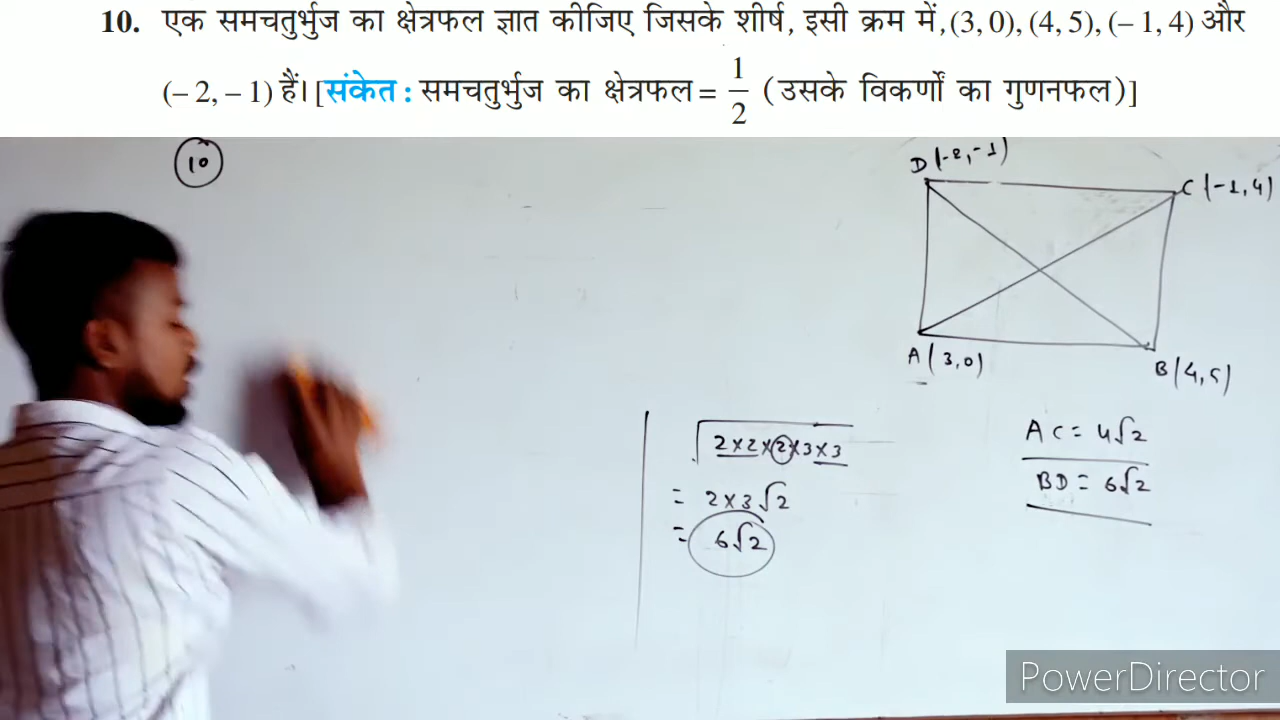 10. एक समचतुर्भुज का क्षेत्रफल ज्ञात कीजिए जिसके शीर्ष, इसी क्रम में,(3, 0), (4, 5), (– 1, 4) और
(– 2, – 1) हैं। [संकेत : समचतुर्भुज का क्षेत्रफल = 1/2 (उसके विकर्णों का गुणनफल)]
10
D (-2,-1)
C (-1,4)
A (3,0)
B (4,5)
√2×2×2×3×3
= 2×3√2
= 6√2
AC = 4√2
BD = 6√2
PowerDirector